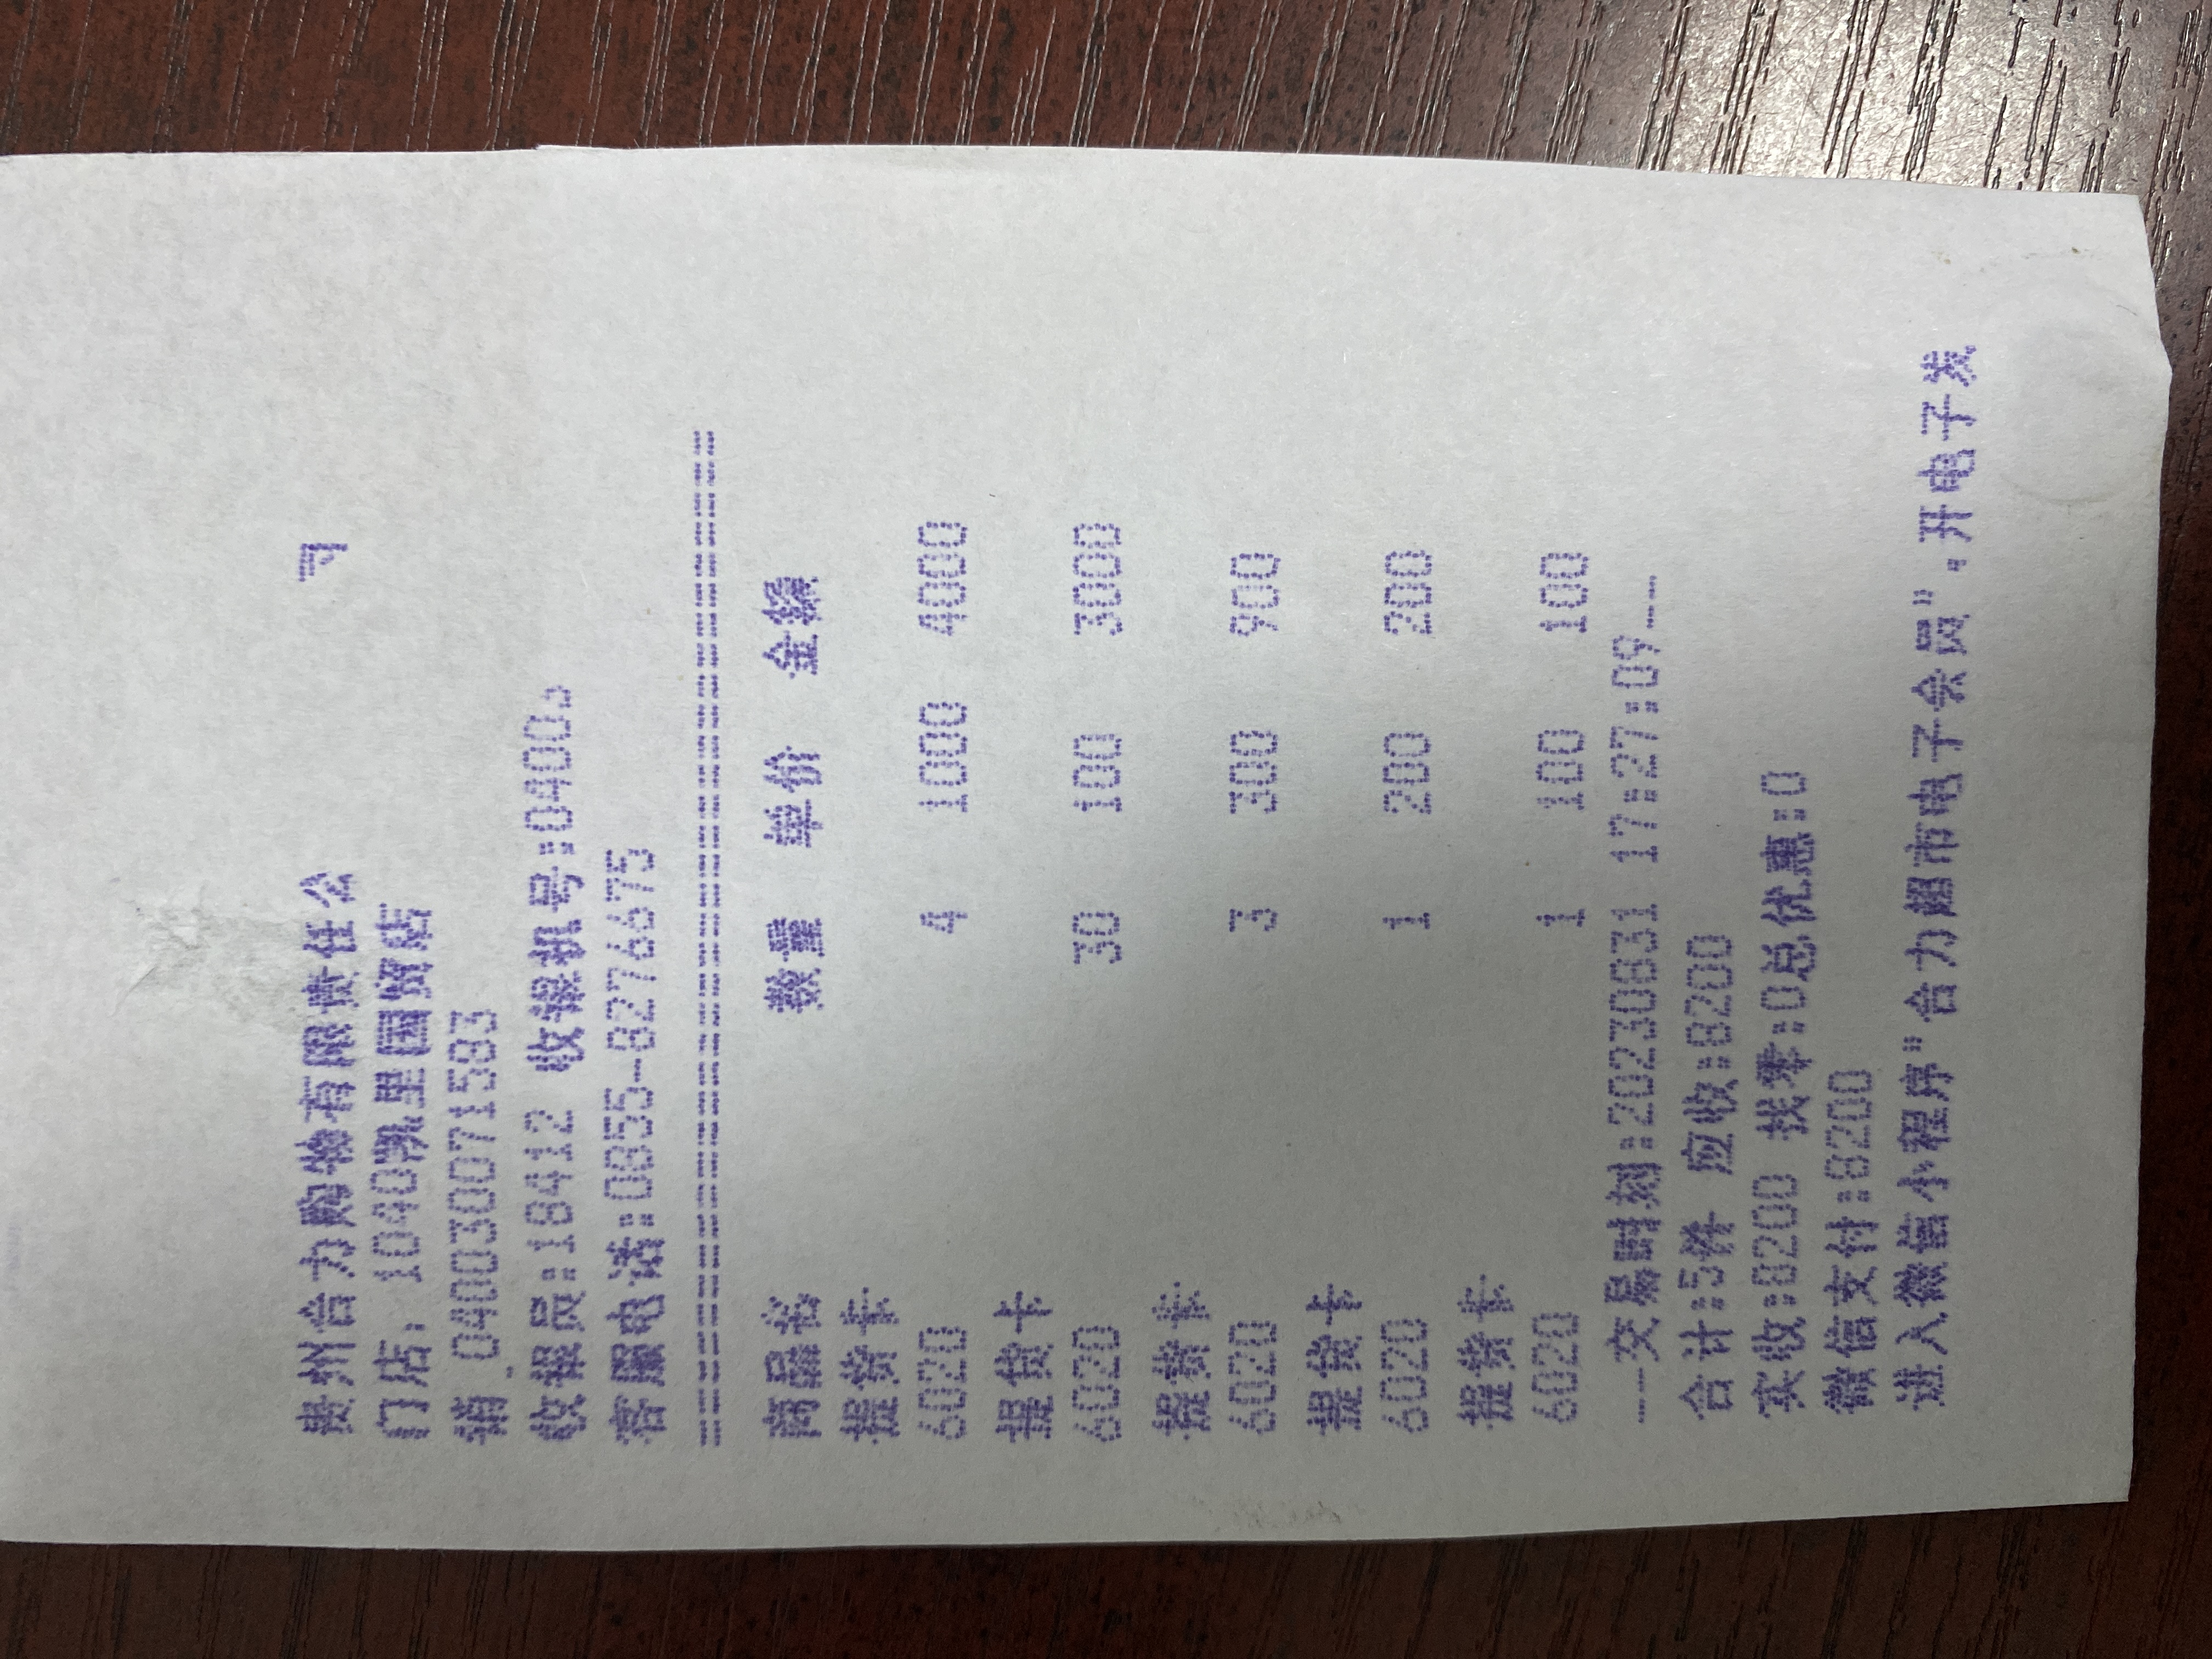 贵州合力购物有限责任公 司
门店: 1040凯里国贸店
销 040030071583
收银员:18412 收银机号:0400
客服电话:0855-8276675
================================
商品名 数量 单价 金额
提货卡
6020 4 1000 4000
提货卡
6020 30 100 3000
提货卡
6020 3 300 900
提货卡
6020 1 200 200
提货卡
6020 1 100 100
--交易时刻:20230831 17:27:09--
合计:5件 应收:8200
实收:8200 找零:0总优惠:0
微信支付:8200
进入微信小程序"合力超市电子会员".开电子发